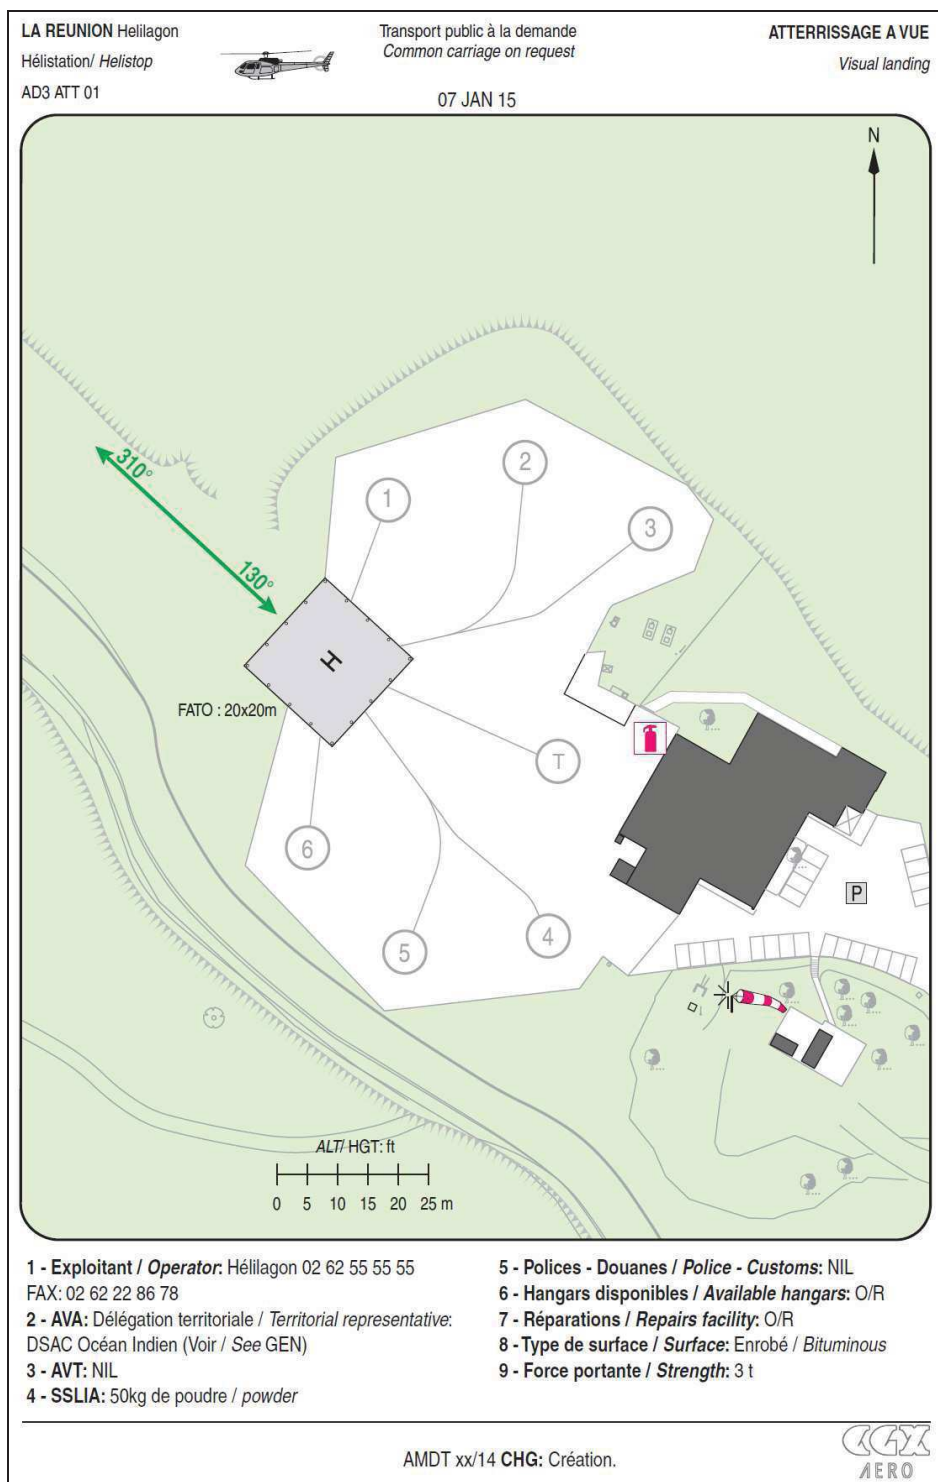 LA REUNION Helilagon
Hélistation/ Helistop
AD3 ATT 01
Transport public à la demande
Common carriage on request
07 JAN 15
ATTERRISSAGE A VUE
Visual landing
N
310°
130°
1
2
3
H
FATO : 20x20m
T
6
5
4
P
ALT/ HGT: ft
0 5 10 15 20 25 m
1 - Exploitant / Operator: Hélilagon 02 62 55 55 55
FAX: 02 62 22 86 78
2 - AVA: Délégation territoriale / Territorial representative:
DSAC Océan Indien (Voir / See GEN)
3 - AVT: NIL
4 - SSLIA: 50kg de poudre / powder
5 - Polices - Douanes / Police - Customs: NIL
6 - Hangars disponibles / Available hangars: O/R
7 - Réparations / Repairs facility: O/R
8 - Type de surface / Surface: Enrobé / Bituminous
9 - Force portante / Strength: 3 t
AMDT xx/14 CHG: Création.
CGX
AERO